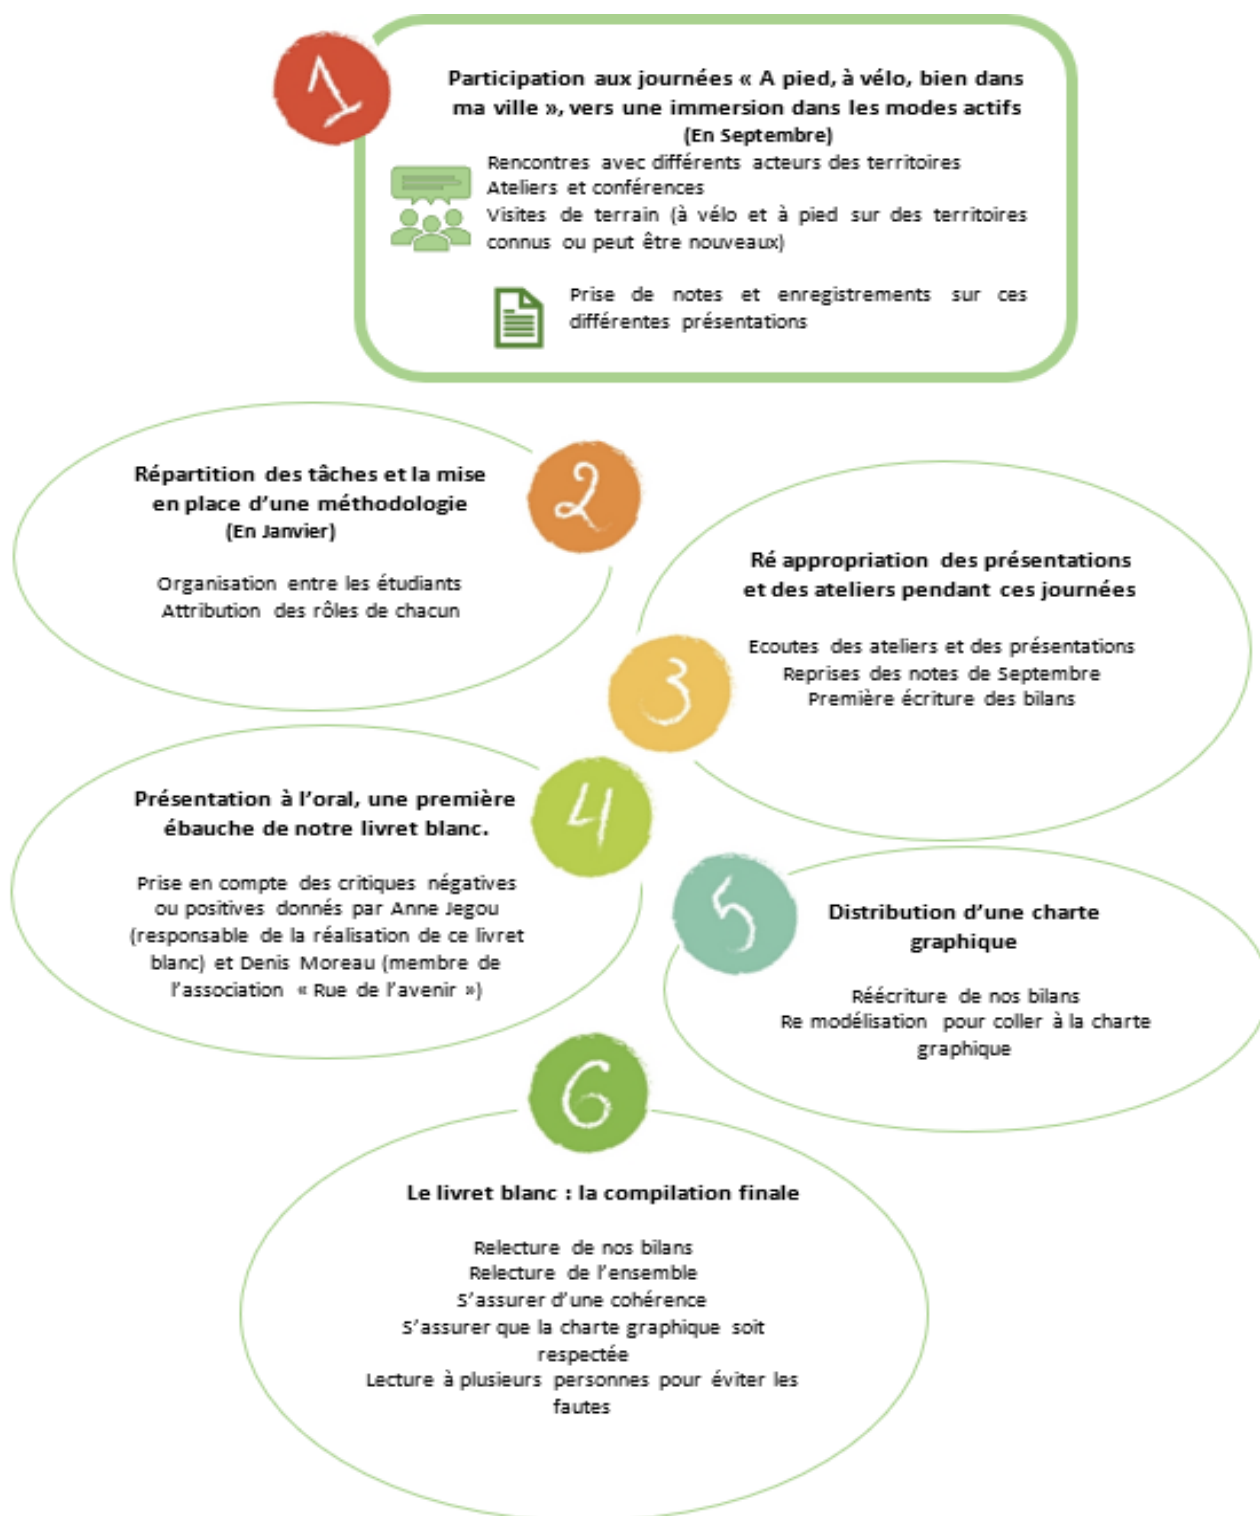 1
Participation aux journées « A pied, à vélo, bien dans
ma ville », vers une immersion dans les modes actifs
(En Septembre)
Rencontres avec différents acteurs des territoires
Ateliers et conférences
Visites de terrain (à vélo et à pied sur des territoires
connus ou peut être nouveaux)
Prise de notes et enregistrements sur ces
différentes présentations
2
Répartition des tâches et la mise
en place d’une méthodologie
(En Janvier)
Organisation entre les étudiants
Attribution des rôles de chacun
3
Ré appropriation des présentations
et des ateliers pendant ces journées
Ecoutes des ateliers et des présentations
Reprises des notes de Septembre
Première écriture des bilans
4
Présentation à l’oral, une première
ébauche de notre livret blanc.
Prise en compte des critiques négatives
ou positives donnés par Anne Jegou
(responsable de la réalisation de ce livret
blanc) et Denis Moreau (membre de
l’association « Rue de l’avenir »)
5
Distribution d’une charte
graphique
Réécriture de nos bilans
Re modélisation pour coller à la charte
graphique
6
Le livret blanc : la compilation finale
Relecture de nos bilans
Relecture de l’ensemble
S’assurer d’une cohérence
S’assurer que la charte graphique soit
respectée
Lecture à plusieurs personnes pour éviter les
fautes